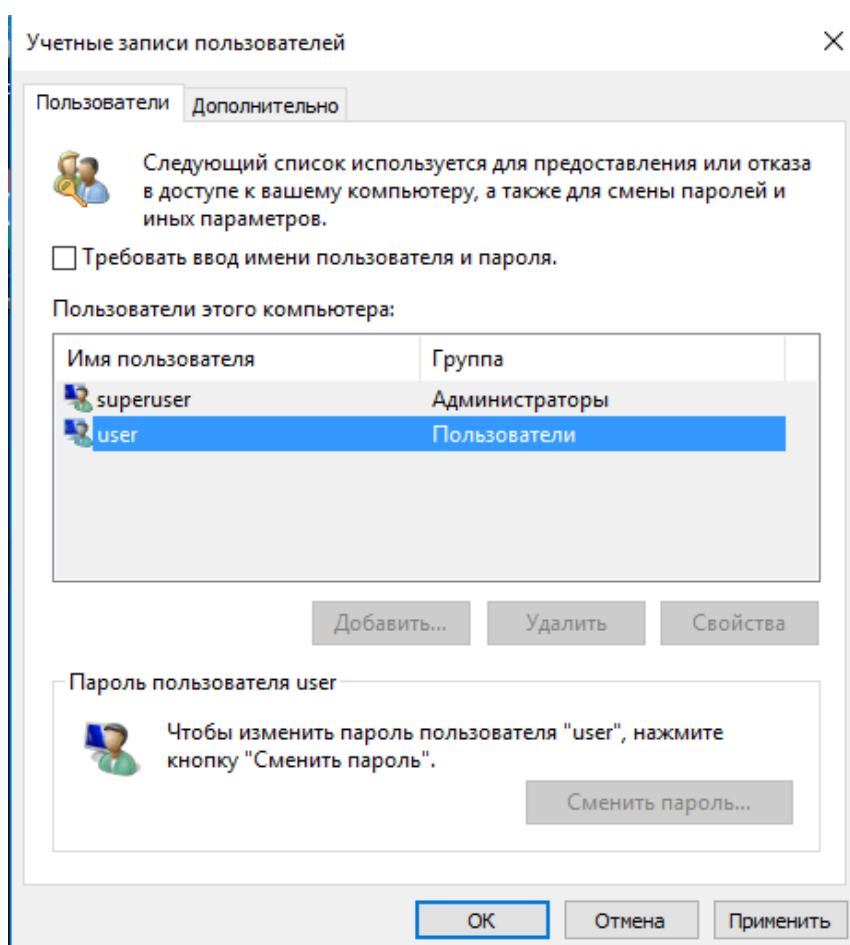 Учетные записи пользователей
Пользователи Дополнительно
Следующий список используется для предоставления или отказа
в доступе к вашему компьютеру, а также для смены паролей и
иных параметров.
Требовать ввод имени пользователя и пароля.
Пользователи этого компьютера:
Имя пользователя Группа
superuser Администраторы
user Пользователи
Добавить... Удалить Свойства
Пароль пользователя user
Чтобы изменить пароль пользователя "user", нажмите
кнопку "Сменить пароль".
Сменить пароль...
ОК Отмена Применить